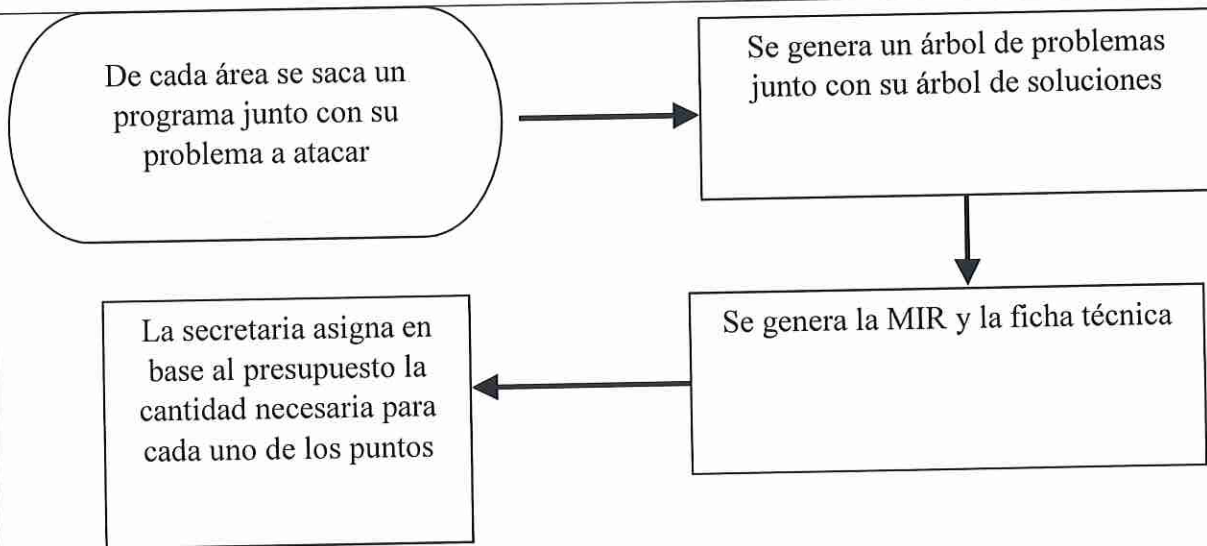 De cada área se saca un
programa junto con su
problema a atacar
Se genera un árbol de problemas
junto con su árbol de soluciones
Se genera la MIR y la ficha técnica
La secretaria asigna en
base al presupuesto la
cantidad necesaria para
cada uno de los puntos